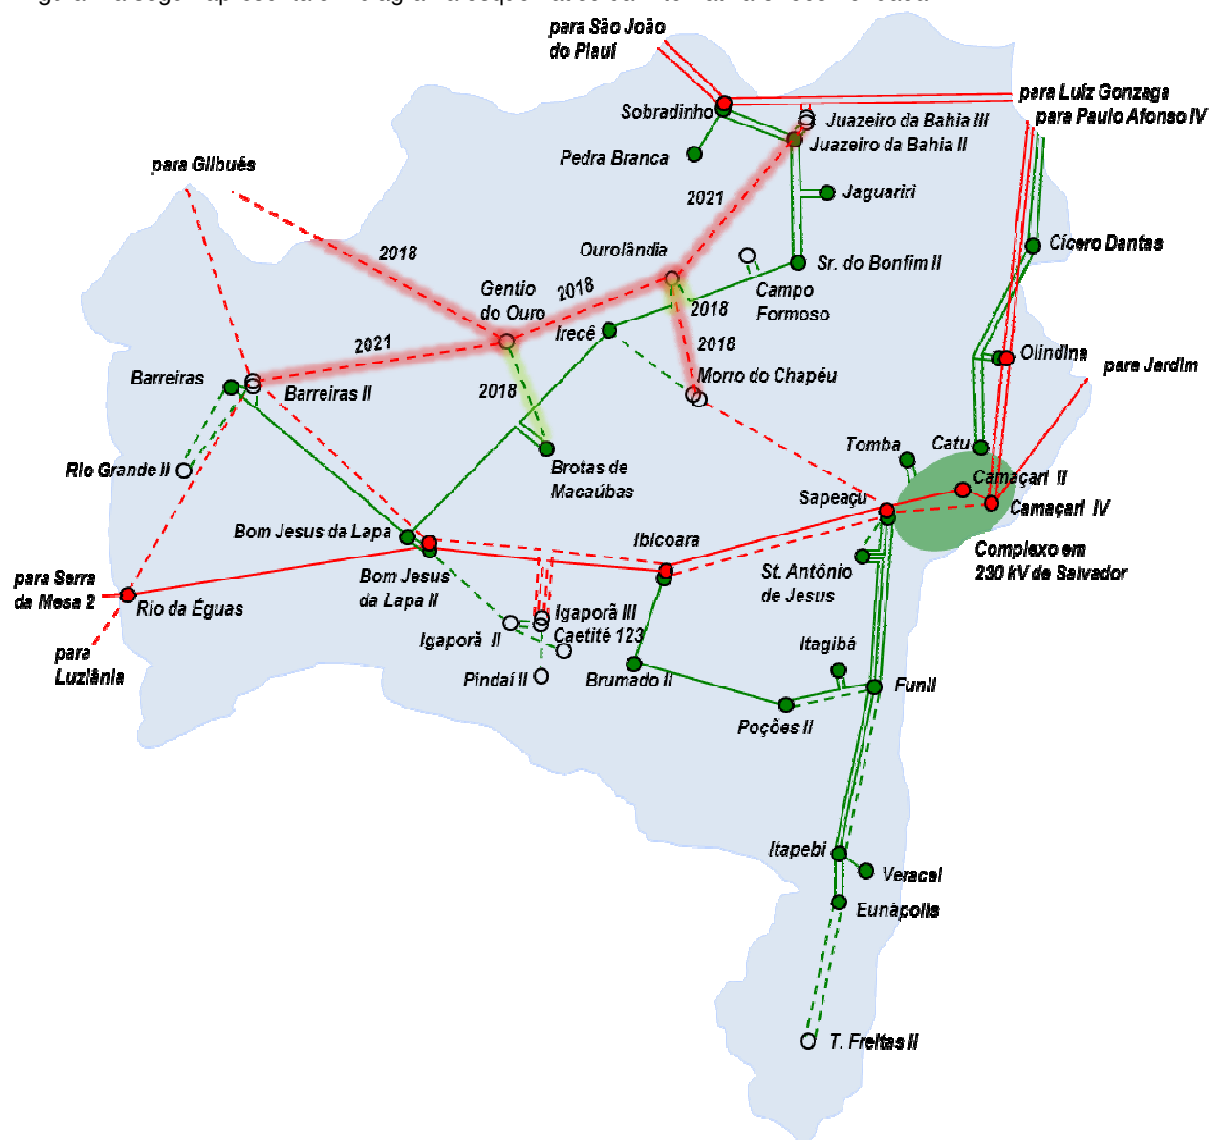 para São João
do Piauí
para Luiz Gonzaga
para Paulo Afonso IV
Sobradinho
Juazeiro da Bahia III
Juazeiro da Bahia II
Pedra Branca
para Gilbués
2021
Jaguariri
Ourolândia
Cícero Dantas
2018
Sr. do Bonfim II
Gentio
do Ouro
2018
Campo
Formoso
2018
Irecê
2021
2018
Olindina
para Jardim
Morro do Chapéu
Barreiras
Barreiras II
2018
Tomba
Catu
Rio Grande II
Brotas de
Macaúbas
Camaçari II
Sapeaçu
Camaçari IV
Bom Jesus da Lapa
Ibicoara
Complexo em
230 kV de Salvador
St. Antônio
de Jesus
Bom Jesus
da Lapa II
para Serra
da Mesa 2
Rio da Éguas
Igaporã III
Caetité 123
Igaporã II
Itagibá
para
Luziânia
Pindaí II
Brumado II
Funil
Poções II
Itapebi
Veracel
Eunápolis
T. Freitas II